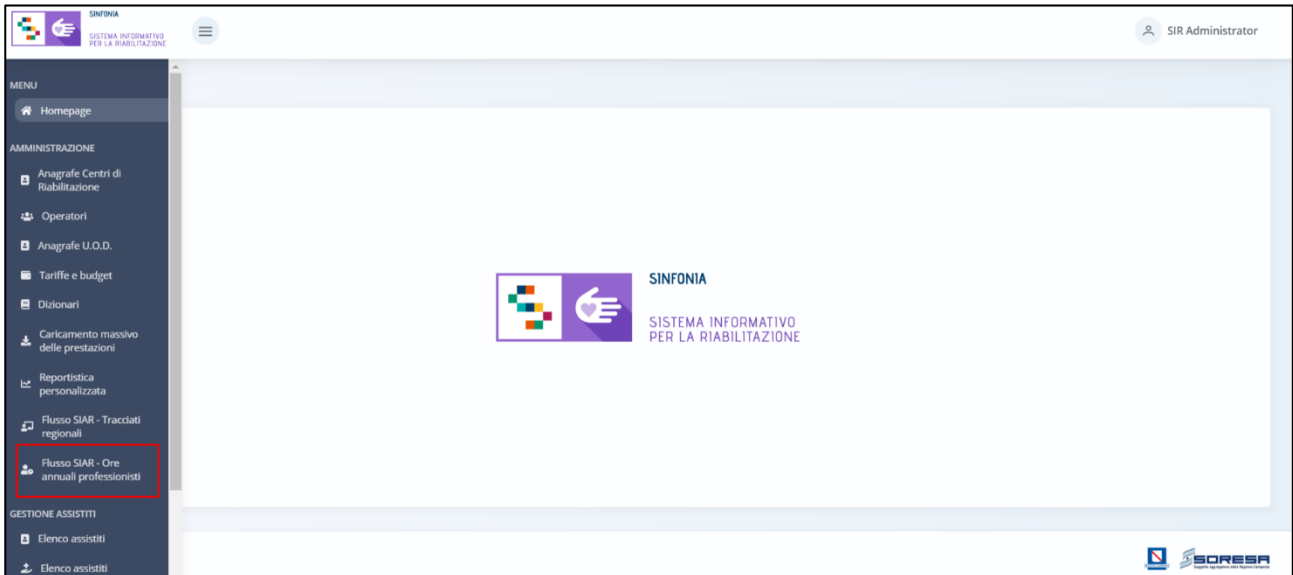 SINFONIA
SISTEMA INFORMATIVO
PER LA RIABILITAZIONE
SIR Administrator
MENU
Homepage
AMMINISTRAZIONE
Anagrafe Centri di
Riabilitazione
Operatori
Anagrafe U.O.D.
Tariffe e budget
Dizionari
Caricamento massivo
delle prestazioni
Reportistica
personalizzata
Flusso SIAR - Tracciati
regionali
Flusso SIAR - Ore
annuali professionisti
GESTIONE ASSISTITI
Elenco assistiti
Elenco assistiti
SINFONIA
SISTEMA INFORMATIVO
PER LA RIABILITAZIONE
SORESA